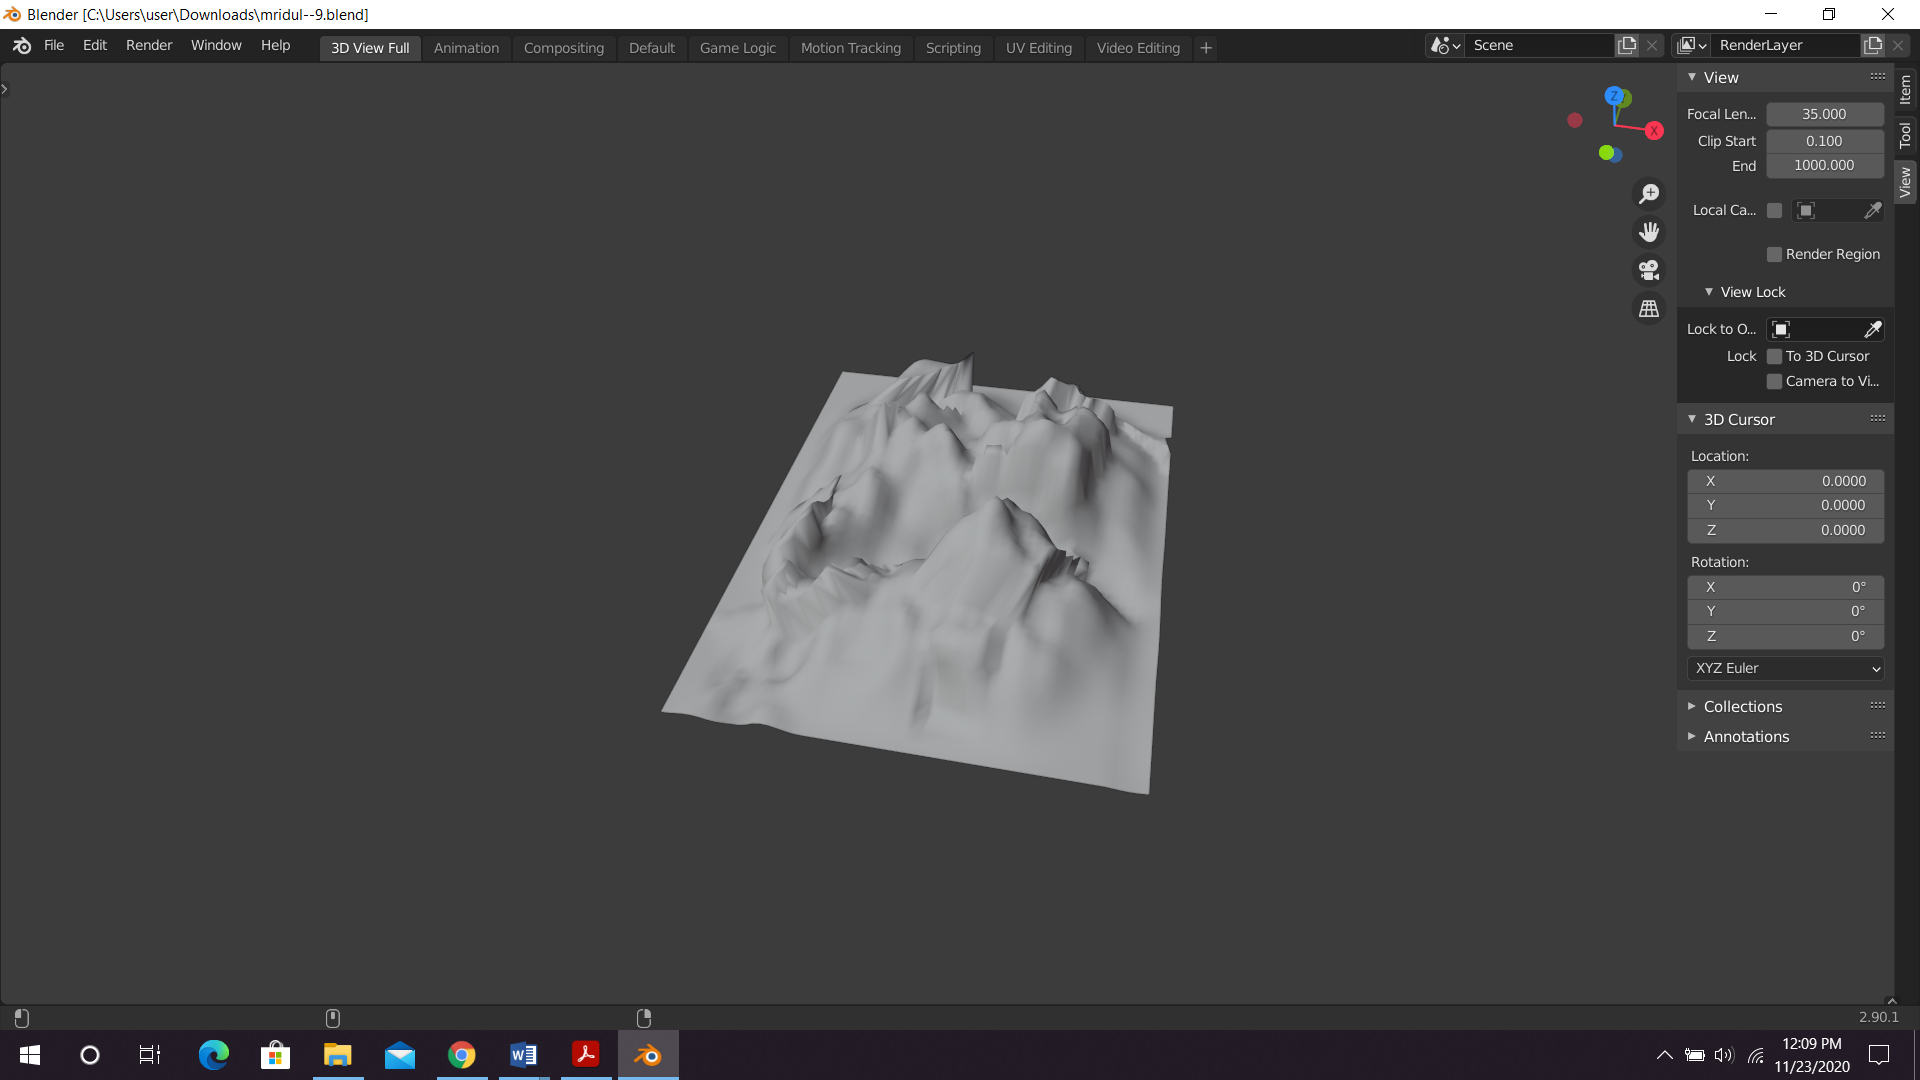 Blender [C:\Users\user\Downloads\mridul--9.blend]
File Edit Render Window Help 3D View Full Animation Compositing Default Game Logic Motion Tracking Scripting UV Editing Video Editing + Scene RenderLayer
View
Item
Tool
View
Z
X
Focal Len... 35.000
Clip Start 0.100
End 1000.000
Local Ca...
Render Region
View Lock
Lock to O...
Lock To 3D Cursor
Camera to Vi...
3D Cursor
Location:
X 0.0000
Y 0.0000
Z 0.0000
Rotation:
X 0°
Y 0°
Z 0°
XYZ Euler
Collections
Annotations
2.90.1
12:09 PM
11/23/2020